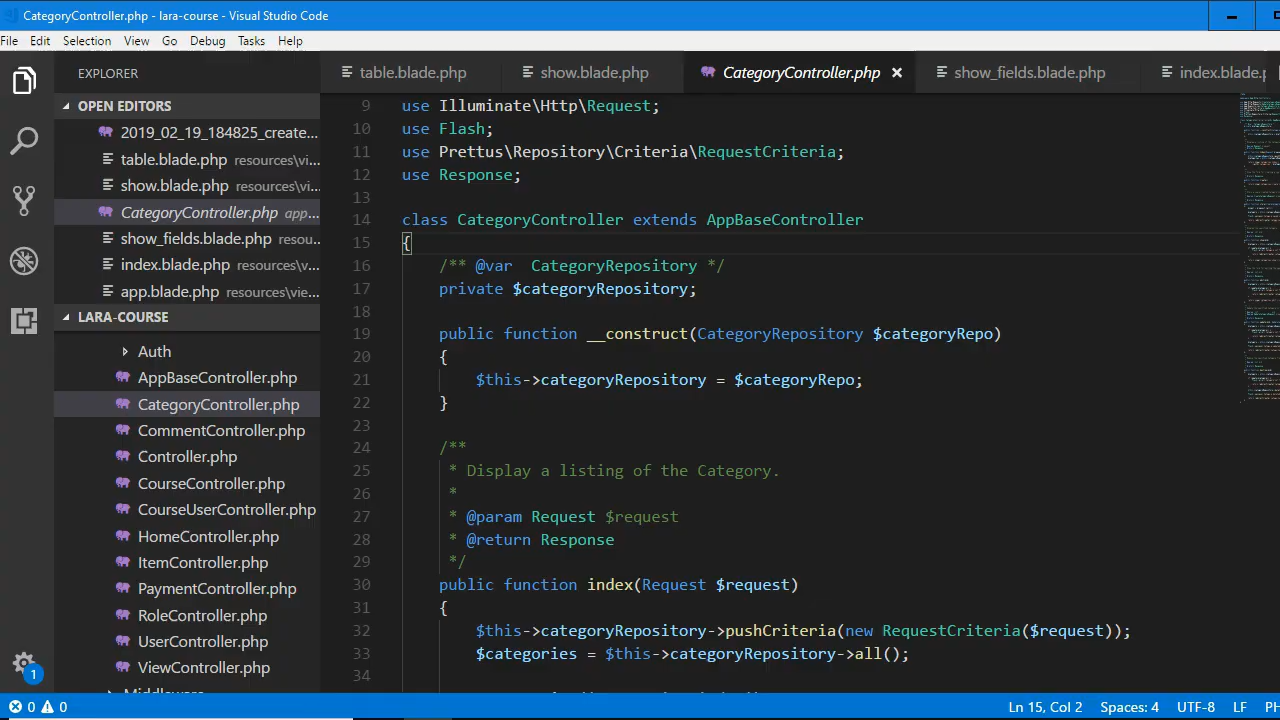 CategoryController.php - lara-course - Visual Studio Code
File Edit Selection View Go Debug Tasks Help
EXPLORER
OPEN EDITORS
2019_02_19_184825_create...
table.blade.php resources\vi...
show.blade.php resources\vi...
CategoryController.php app...
show_fields.blade.php resou...
index.blade.php resources\v...
app.blade.php resources\vie...
LARA-COURSE
Auth
AppBaseController.php
CategoryController.php
CommentController.php
Controller.php
CourseController.php
CourseUserController.php
HomeController.php
ItemController.php
PaymentController.php
RoleController.php
UserController.php
ViewController.php
Middleware
1
table.blade.php show.blade.php CategoryController.php show_fields.blade.php index.blade.p
9 use Illuminate\Http\Request;
10 use Flash;
11 use Prettus\Repository\Criteria\RequestCriteria;
12 use Response;
13
14 class CategoryController extends AppBaseController
15 {
16 /** @var  CategoryRepository */
17 private $categoryRepository;
18
19 public function __construct(CategoryRepository $categoryRepo)
20 {
21 $this->categoryRepository = $categoryRepo;
22 }
23
24 /**
25 * Display a listing of the Category.
26 *
27 * @param Request $request
28 * @return Response
29 */
30 public function index(Request $request)
31 {
32 $this->categoryRepository->pushCriteria(new RequestCriteria($request));
33 $categories = $this->categoryRepository->all();
34
0 0 Ln 15, Col 2 Spaces: 4 UTF-8 LF PH